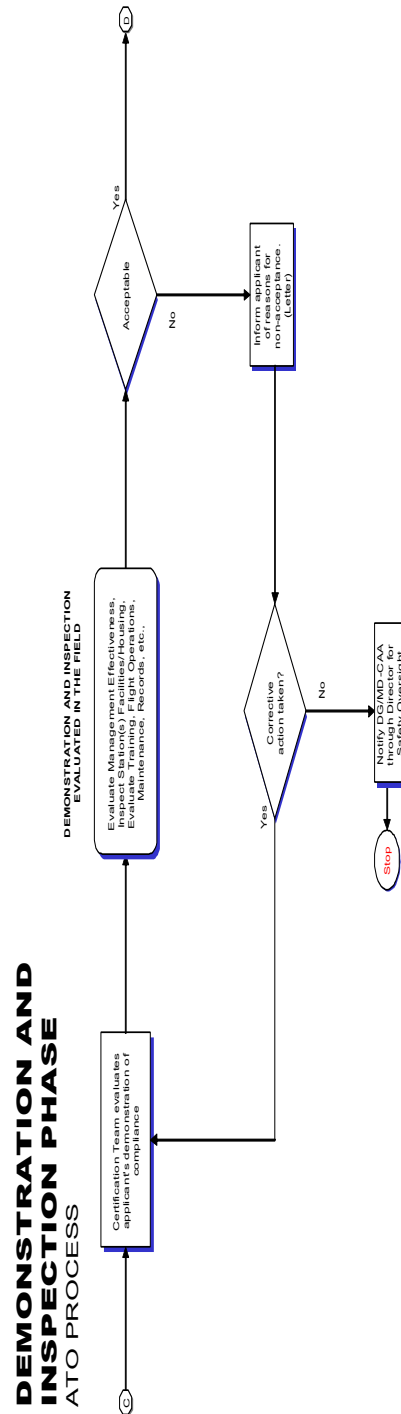 DEMONSTRATION AND
INSPECTION PHASE
ATO PROCESS
C
Certification Team evaluates
applicant's demonstration of
compliance
DEMONSTRATION AND INSPECTION
EVALUATED IN THE FIELD
Evaluate Management Effectiveness,
Inspect Station(s) Facilities/Housing,
Evaluate Training, Flight Operations,
Maintenance, Records, etc.,
Acceptable
Yes
D
No
Inform applicant
of reasons for
non-acceptance.
(Letter)
Corrective
action taken?
Yes
No
Notify DG/MD-CAA
through Director for
Safety Oversight
Stop